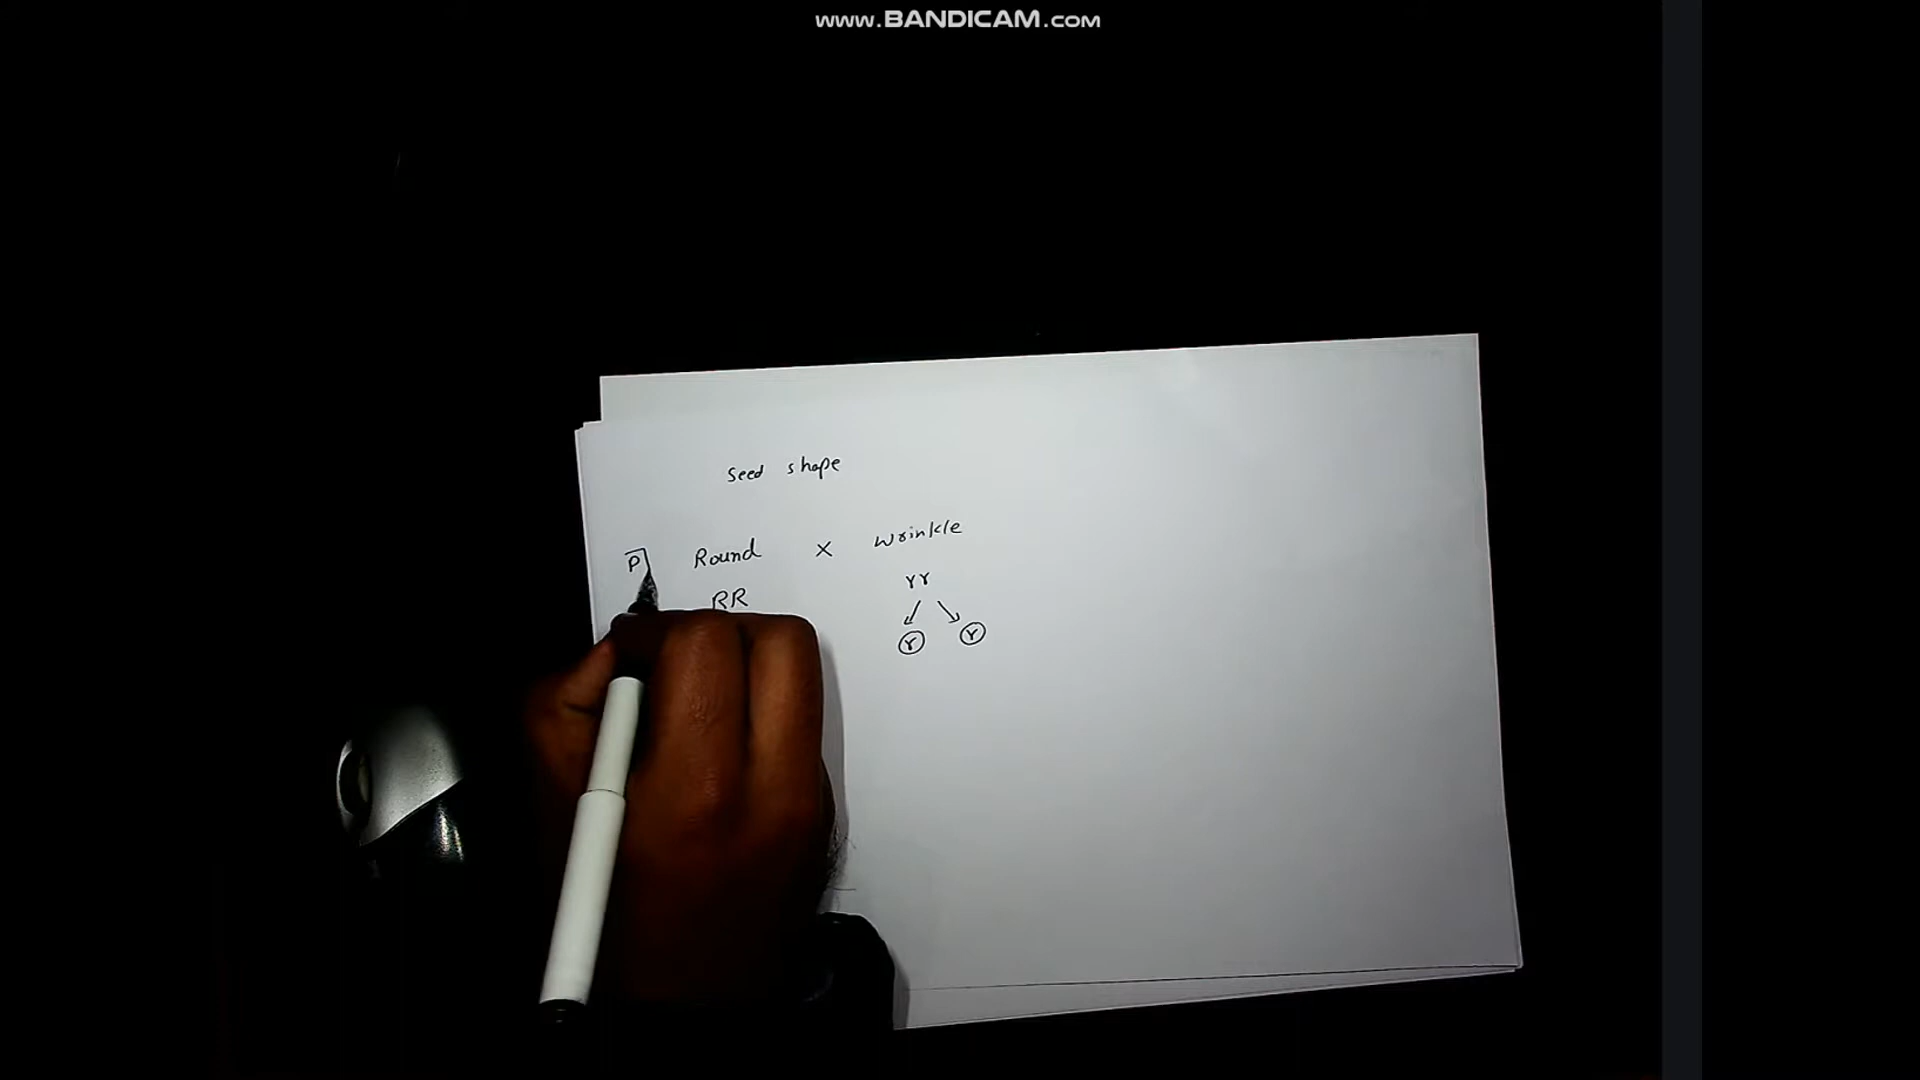 www.BANDICAM.com
Seed shape
P Round × Wrinkle
RR rr
r r